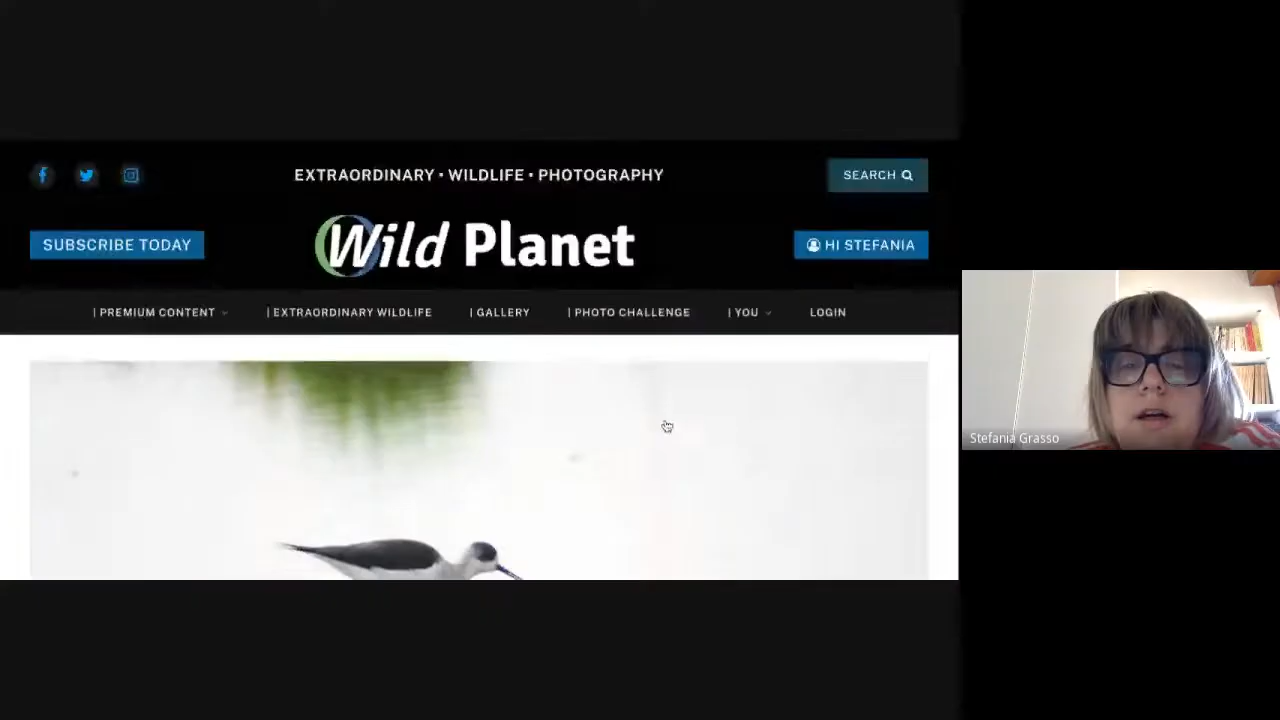 EXTRAORDINARY • WILDLIFE • PHOTOGRAPHY
SEARCH
SUBSCRIBE TODAY
Wild Planet
HI STEFANIA
| PREMIUM CONTENT
| EXTRAORDINARY WILDLIFE
| GALLERY
| PHOTO CHALLENGE
| YOU
LOGIN
Stefania Grasso